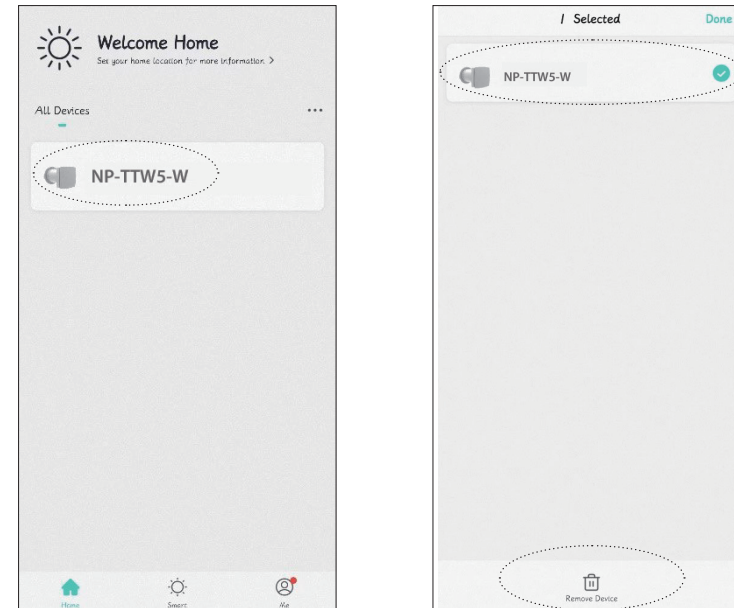 Welcome Home
Set your home location for more information. >
All Devices
NP-TTW5-W
Home
Smart
Me
1 Selected
Done
NP-TTW5-W
Remove Device